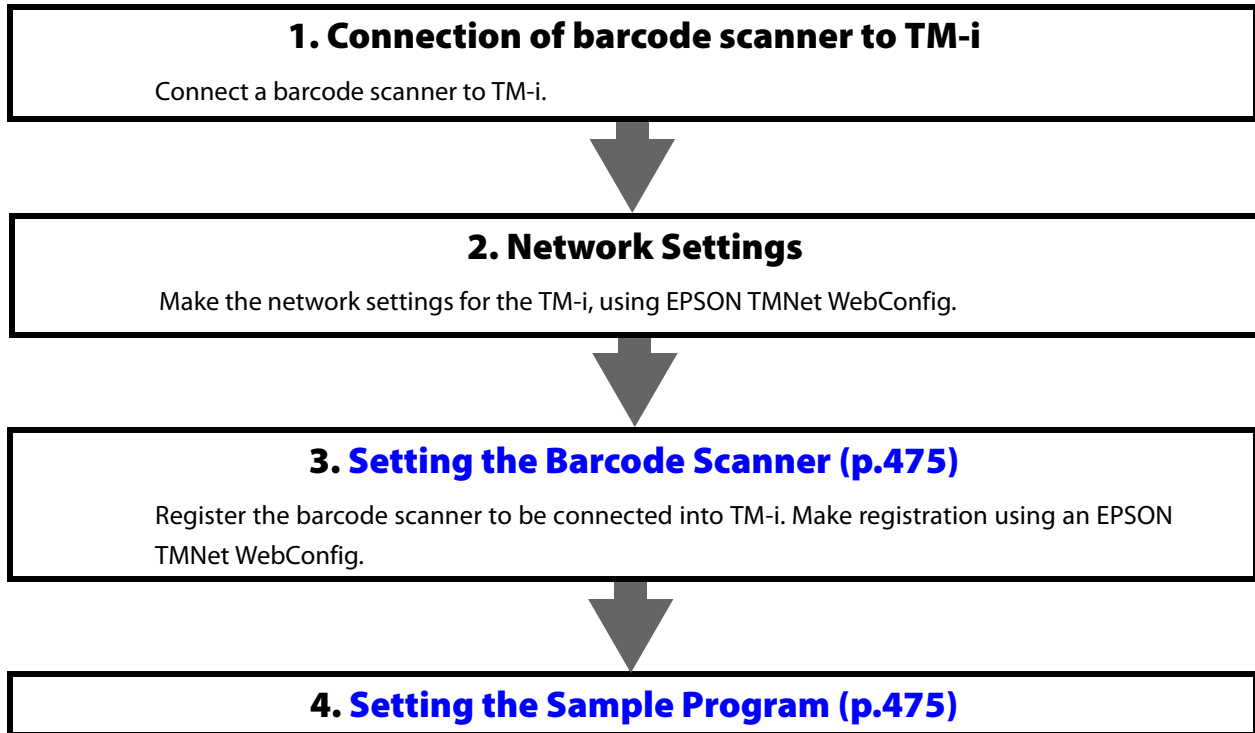 1. Connection of barcode scanner to TM-i
Connect a barcode scanner to TM-i.
2. Network Settings
Make the network settings for the TM-i, using EPSON TMNet WebConfig.
3. Setting the Barcode Scanner (p.475)
Register the barcode scanner to be connected into TM-i. Make registration using an EPSON
TMNet WebConfig.
4. Setting the Sample Program (p.475)